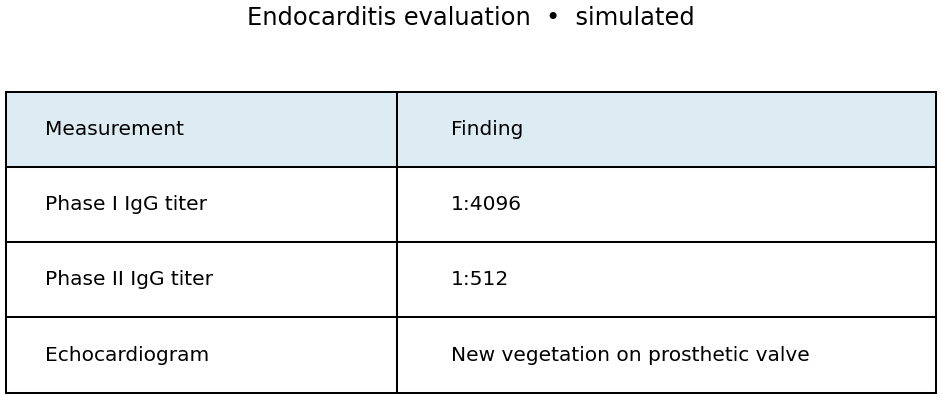 Endocarditis evaluation • simulated
Measurement Finding
Phase I IgG titer 1:4096
Phase II IgG titer 1:512
Echocardiogram New vegetation on prosthetic valve